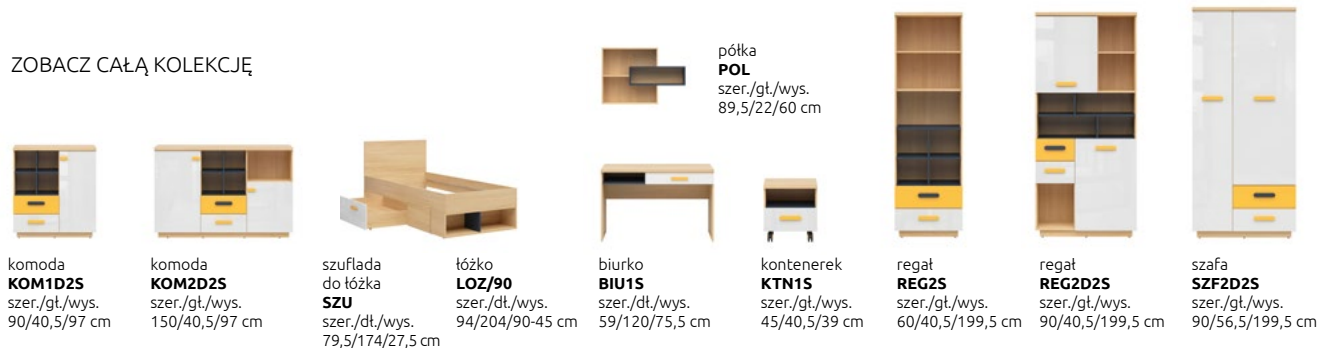 ZOBACZ CAŁĄ KOLEKCJĘ
półka
POL
szer./gł./wys.
89,5/22/60 cm
komoda
KOM1D2S
szer./gł./wys.
90/40,5/97 cm
komoda
KOM2D2S
szer./gł./wys.
150/40,5/97 cm
szuflada
do łóżka
SZU
szer./dł./wys.
79,5/174/27,5 cm
łóżko
LOZ/90
szer./dł./wys.
94/204/90-45 cm
biurko
BIU1S
szer./dł./wys.
59/120/75,5 cm
kontenerek
KTN1S
szer./gł./wys.
45/40,5/39 cm
regał
REG2S
szer./gł./wys.
60/40,5/199,5 cm
regał
REG2D2S
szer./gł./wys.
90/40,5/199,5 cm
szafa
SZF2D2S
szer./gł./wys.
90/56,5/199,5 cm